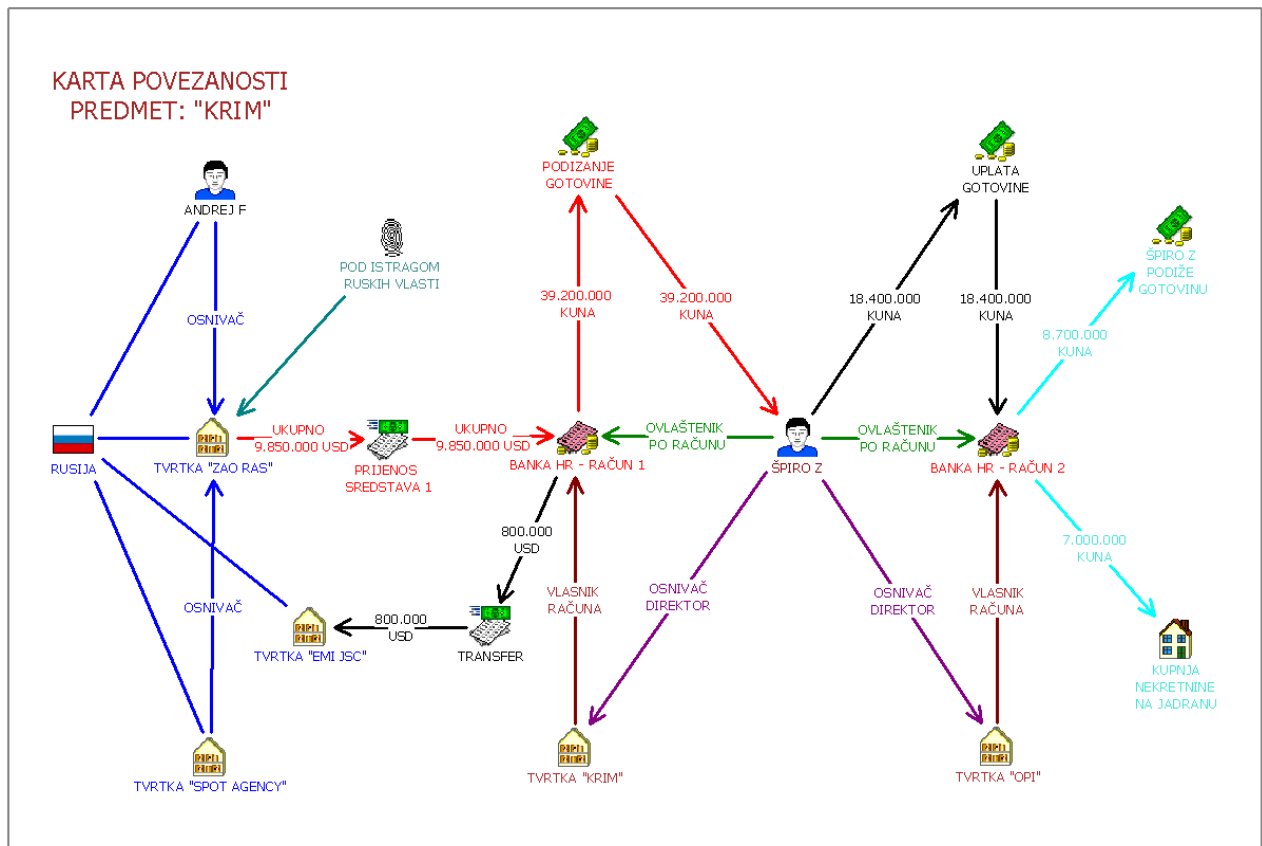 KARTA POVEZANOSTI
PREDMET: "KRIM"
PODIZANJE
GOTOVINE
UPLATA
GOTOVINE
ANDREJ F
POD ISTRAGOM
RUSKIH VLASTI
ŠPIRO Z
PODIŽE
GOTOVINU
39.200.000
KUNA
39.200.000
KUNA
18.400.000
KUNA
18.400.000
KUNA
OSNIVAČ
8.700.000
KUNA
UKUPNO
9.850.000 USD
UKUPNO
9.850.000 USD
OVLAŠTENIK
PO RAČUNU
OVLAŠTENIK
PO RAČUNU
RUSIJA
TVRTKA "ZAO RAS"
PRIJENOS
SREDSTAVA 1
BANKA HR - RAČUN 1
ŠPIRO Z
BANKA HR - RAČUN 2
800.000
USD
7.000.000
KUNA
OSNIVAČ
VLASNIK
RAČUNA
OSNIVAČ
DIREKTOR
OSNIVAČ
DIREKTOR
VLASNIK
RAČUNA
800.000
USD
TVRTKA "EMI JSC"
TRANSFER
KUPNJA
NEKRETNINE
NA JADRANU
TVRTKA "SPOT AGENCY"
TVRTKA "KRIM"
TVRTKA "OPI"